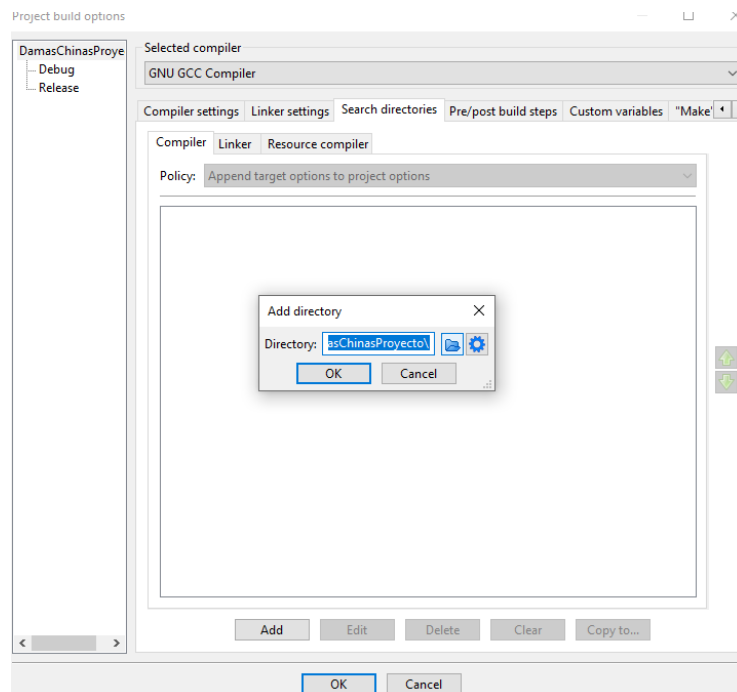 Project build options
DamasChinasProye
Debug
Release
Selected compiler
GNU GCC Compiler
Compiler settings Linker settings Search directories Pre/post build steps Custom variables "Make'
Compiler Linker Resource compiler
Policy: Append target options to project options
Add directory
Directory: asChinasProyecto\
OK Cancel
Add Edit Delete Clear Copy to...
OK Cancel